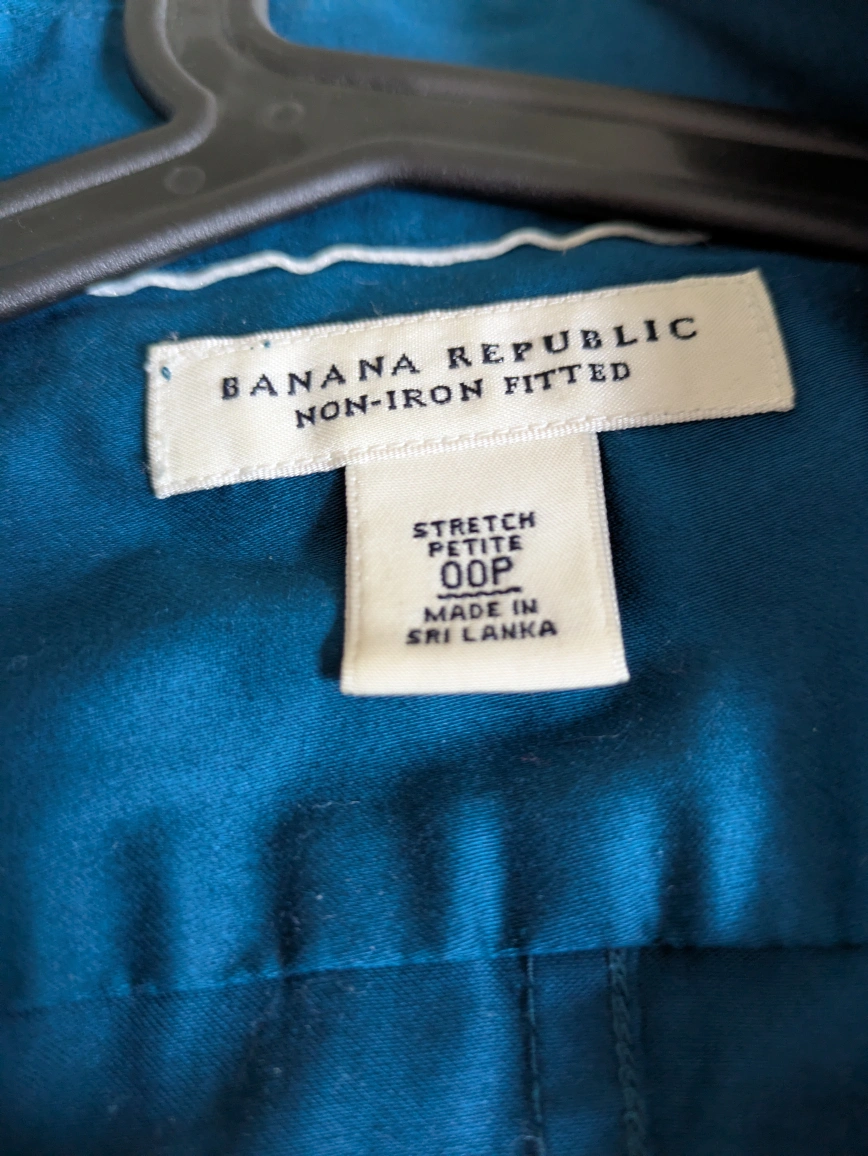 BANANA REPUBLIC
NON-IRON FITTED
STRETCH
PETITE
00P
MADE IN
SRI LANKA